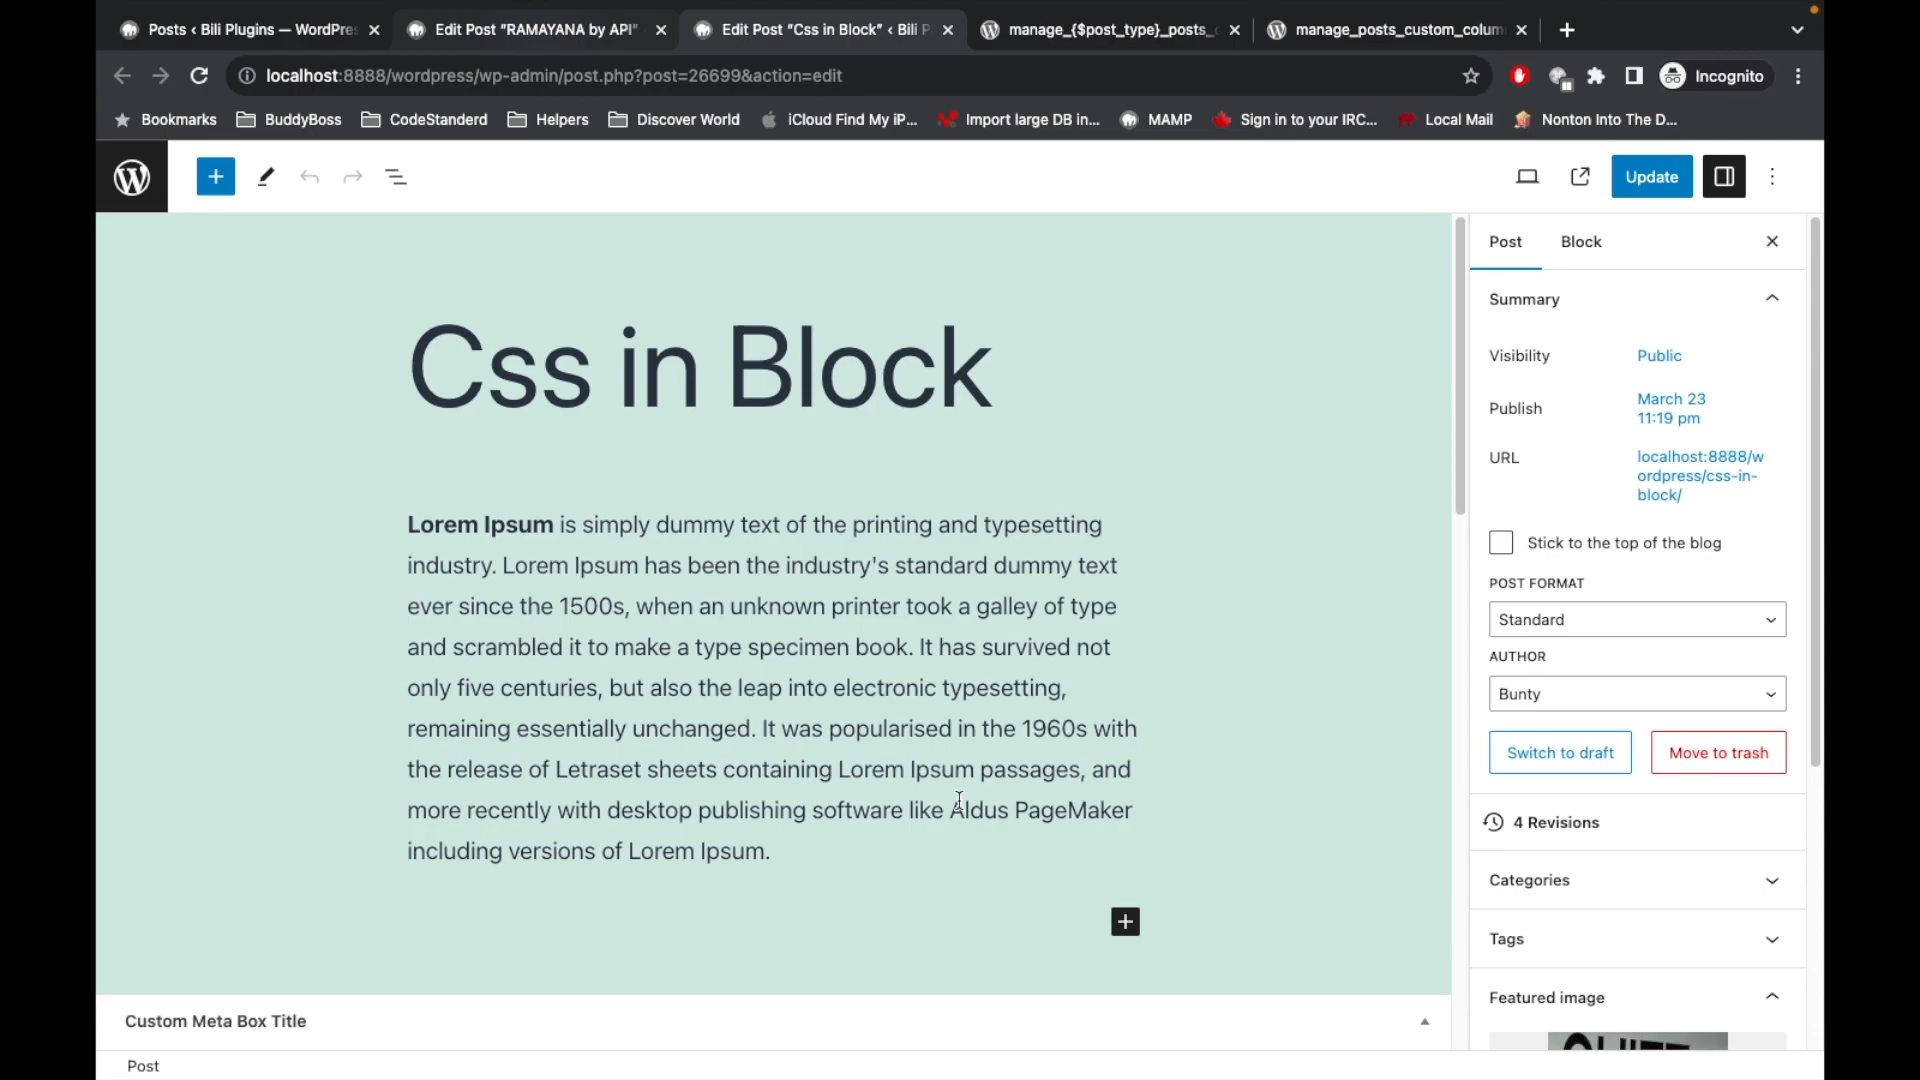 Posts ‹ Bili Plugins — WordPre
Edit Post "RAMAYANA by API"
Edit Post "Css in Block" ‹ Bili P
manage_{$post_type}_posts_
manage_posts_custom_colum
localhost:8888/wordpress/wp-admin/post.php?post=26699&action=edit
Incognito
Bookmarks
BuddyBoss
CodeStanderd
Helpers
Discover World
iCloud Find My iP...
Import large DB in...
MAMP
Sign in to your IRC...
Local Mail
Nonton Into The D...
Update
Css in Block
Lorem Ipsum is simply dummy text of the printing and typesetting
industry. Lorem Ipsum has been the industry's standard dummy text
ever since the 1500s, when an unknown printer took a galley of type
and scrambled it to make a type specimen book. It has survived not
only five centuries, but also the leap into electronic typesetting,
remaining essentially unchanged. It was popularised in the 1960s with
the release of Letraset sheets containing Lorem Ipsum passages, and
more recently with desktop publishing software like Aldus PageMaker
including versions of Lorem Ipsum.
Custom Meta Box Title
Post
Post
Block
Summary
Visibility
Public
Publish
March 23
11:19 pm
URL
localhost:8888/w
ordpress/css-in-
block/
Stick to the top of the blog
POST FORMAT
Standard
AUTHOR
Bunty
Switch to draft
Move to trash
4 Revisions
Categories
Tags
Featured image